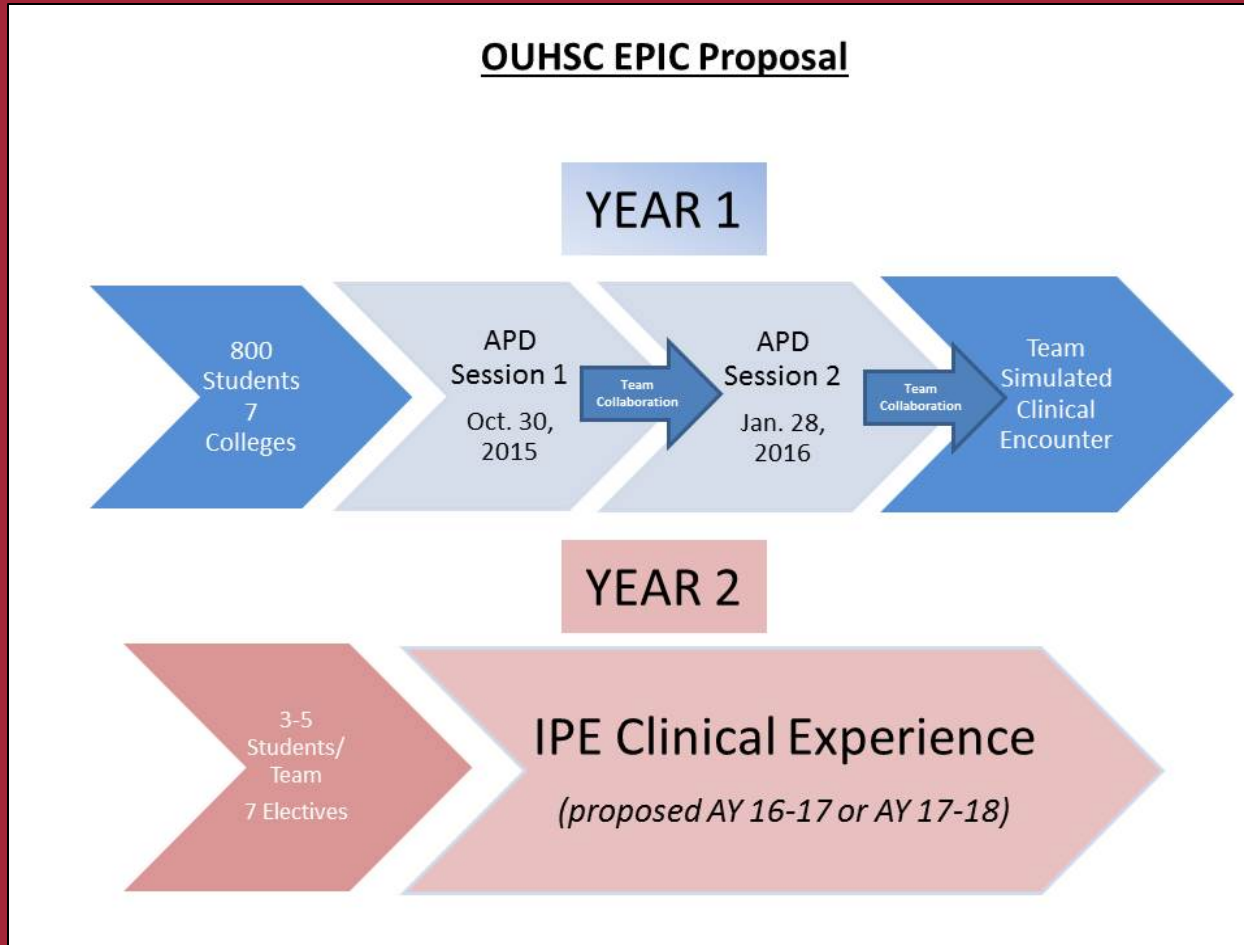 OUHSC EPIC Proposal
YEAR 1
800
Students
7
Colleges
APD
Session 1
Oct. 30,
2015
Team
Collaboration
APD
Session 2
Jan. 28,
2016
Team
Collaboration
Team
Simulated
Clinical
Encounter
YEAR 2
3-5
Students/
Team
7 Electives
IPE Clinical Experience
(proposed AY 16-17 or AY 17-18)